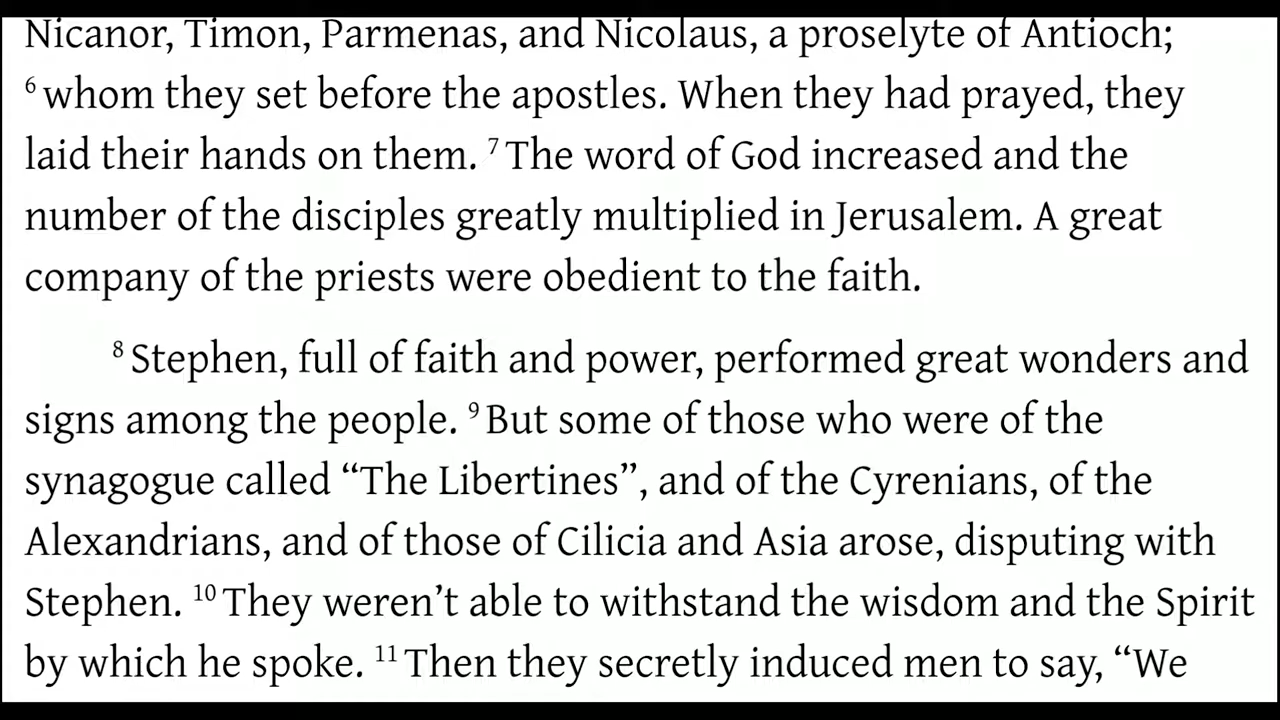 Nicanor, Timon, Parmenas, and Nicolaus, a proselyte of Antioch;
6 whom they set before the apostles. When they had prayed, they
laid their hands on them. 7 The word of God increased and the
number of the disciples greatly multiplied in Jerusalem. A great
company of the priests were obedient to the faith.
8 Stephen, full of faith and power, performed great wonders and
signs among the people. 9 But some of those who were of the
synagogue called “The Libertines”, and of the Cyrenians, of the
Alexandrians, and of those of Cilicia and Asia arose, disputing with
Stephen. 10 They weren’t able to withstand the wisdom and the Spirit
by which he spoke. 11 Then they secretly induced men to say, “We